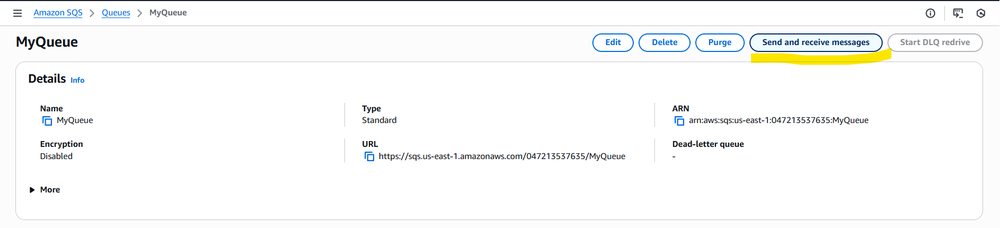 Amazon SQS > Queues > MyQueue
MyQueue
Edit Delete Purge Send and receive messages Start DLQ redrive
Details Info
Name Type ARN
MyQueue Standard arn:aws:sqs:us-east-1:047213537635:MyQueue
Encryption URL Dead-letter queue
Disabled https://sqs.us-east-1.amazonaws.com/047213537635/MyQueue -
More